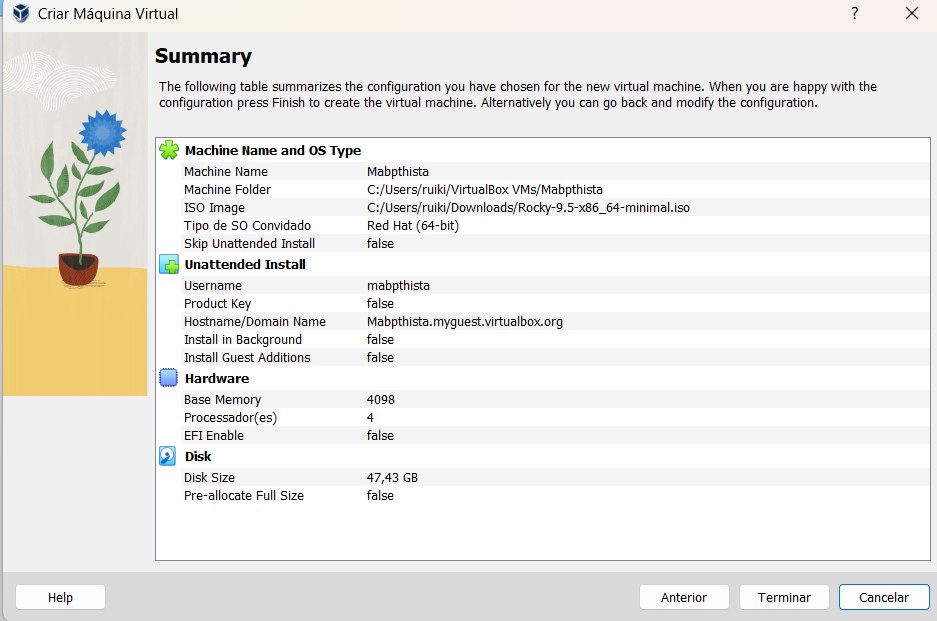 Criar Máquina Virtual
Summary
The following table summarizes the configuration you have chosen for the new virtual machine. When you are happy with the
configuration press Finish to create the virtual machine. Alternatively you can go back and modify the configuration.
Machine Name and OS Type
Machine Name Mabpthista
Machine Folder C:/Users/ruiki/VirtualBox VMs/Mabpthista
ISO Image C:/Users/ruiki/Downloads/Rocky-9.5-x86_64-minimal.iso
Tipo de SO Convidado Red Hat (64-bit)
Skip Unattended Install false
Unattended Install
Username mabpthista
Product Key false
Hostname/Domain Name Mabpthista.myguest.virtualbox.org
Install in Background false
Install Guest Additions false
Hardware
Base Memory 4098
Processador(es) 4
EFI Enable false
Disk
Disk Size 47,43 GB
Pre-allocate Full Size false
Help Anterior Terminar Cancelar